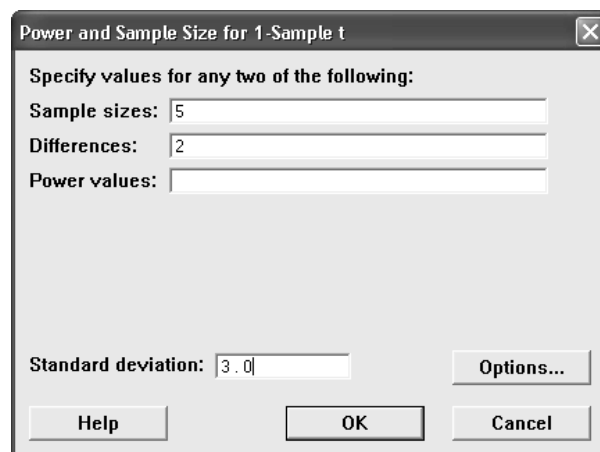 Power and Sample Size for 1-Sample t
Specify values for any two of the following:
Sample sizes: 5
Differences: 2
Power values:
Standard deviation: 3.0
Options...
Help OK Cancel